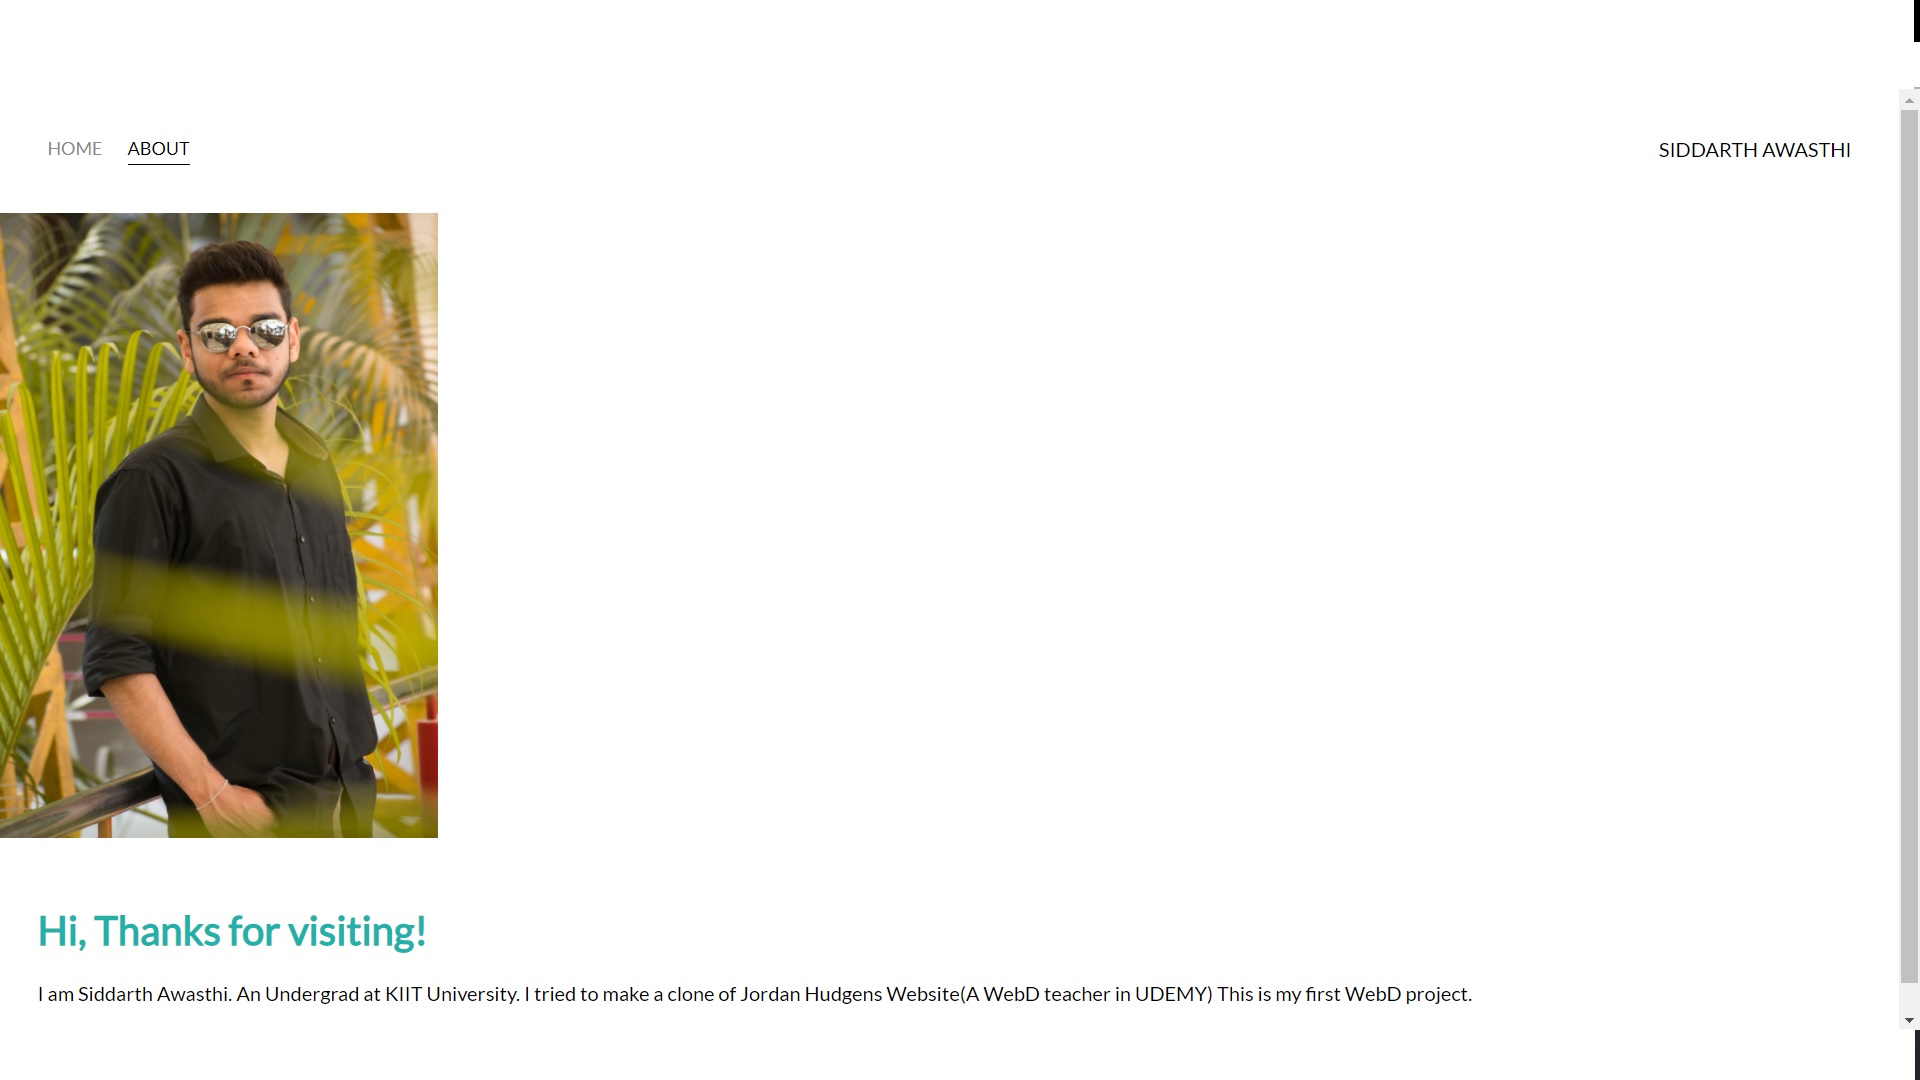 HOME ABOUT SIDDARTH AWASTHI
Hi, Thanks for visiting!
I am Siddarth Awasthi. An Undergrad at KIIT University. I tried to make a clone of Jordan Hudgens Website(A WebD teacher in UDEMY) This is my first WebD project.